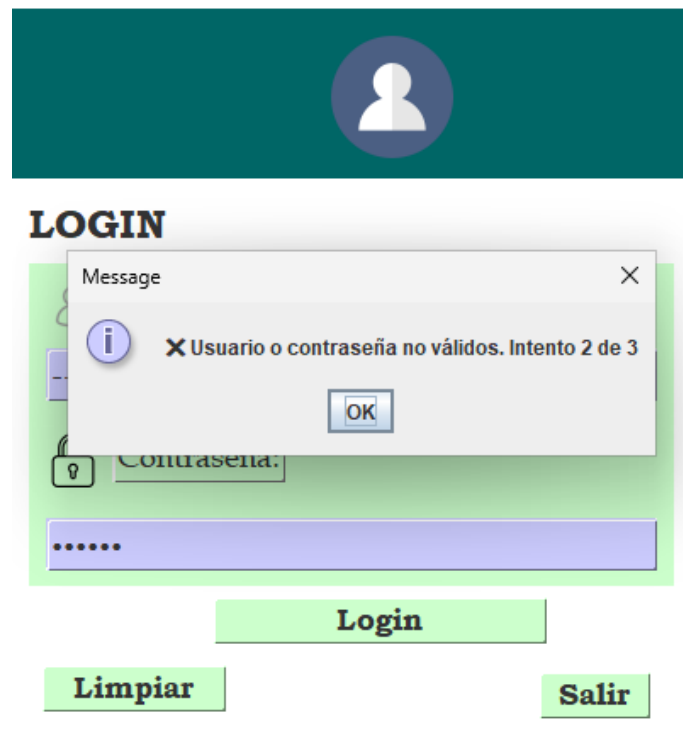 LOGIN
Message
❌ Usuario o contraseña no válidos. Intento 2 de 3
OK
Contraseña:
••••••
Login
Limpiar
Salir